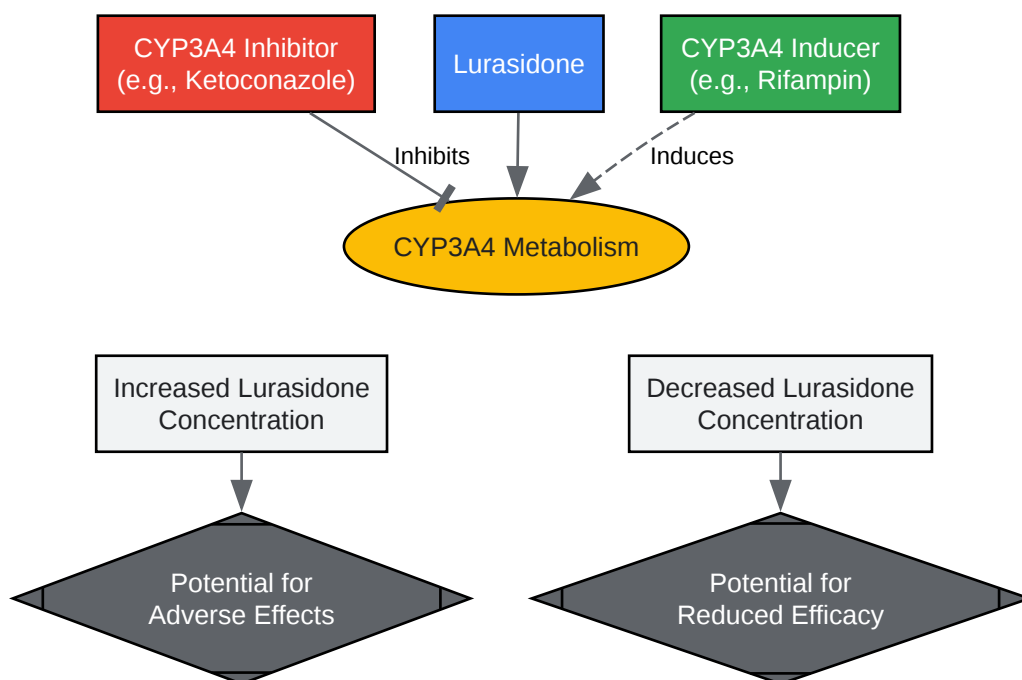 CYP3A4 Inhibitor
(e.g., Ketoconazole)
Lurasidone
CYP3A4 Inducer
(e.g., Rifampin)
Inhibits
Induces
CYP3A4 Metabolism
Increased Lurasidone
Concentration
Decreased Lurasidone
Concentration
Potential for
Adverse Effects
Potential for
Reduced Efficacy